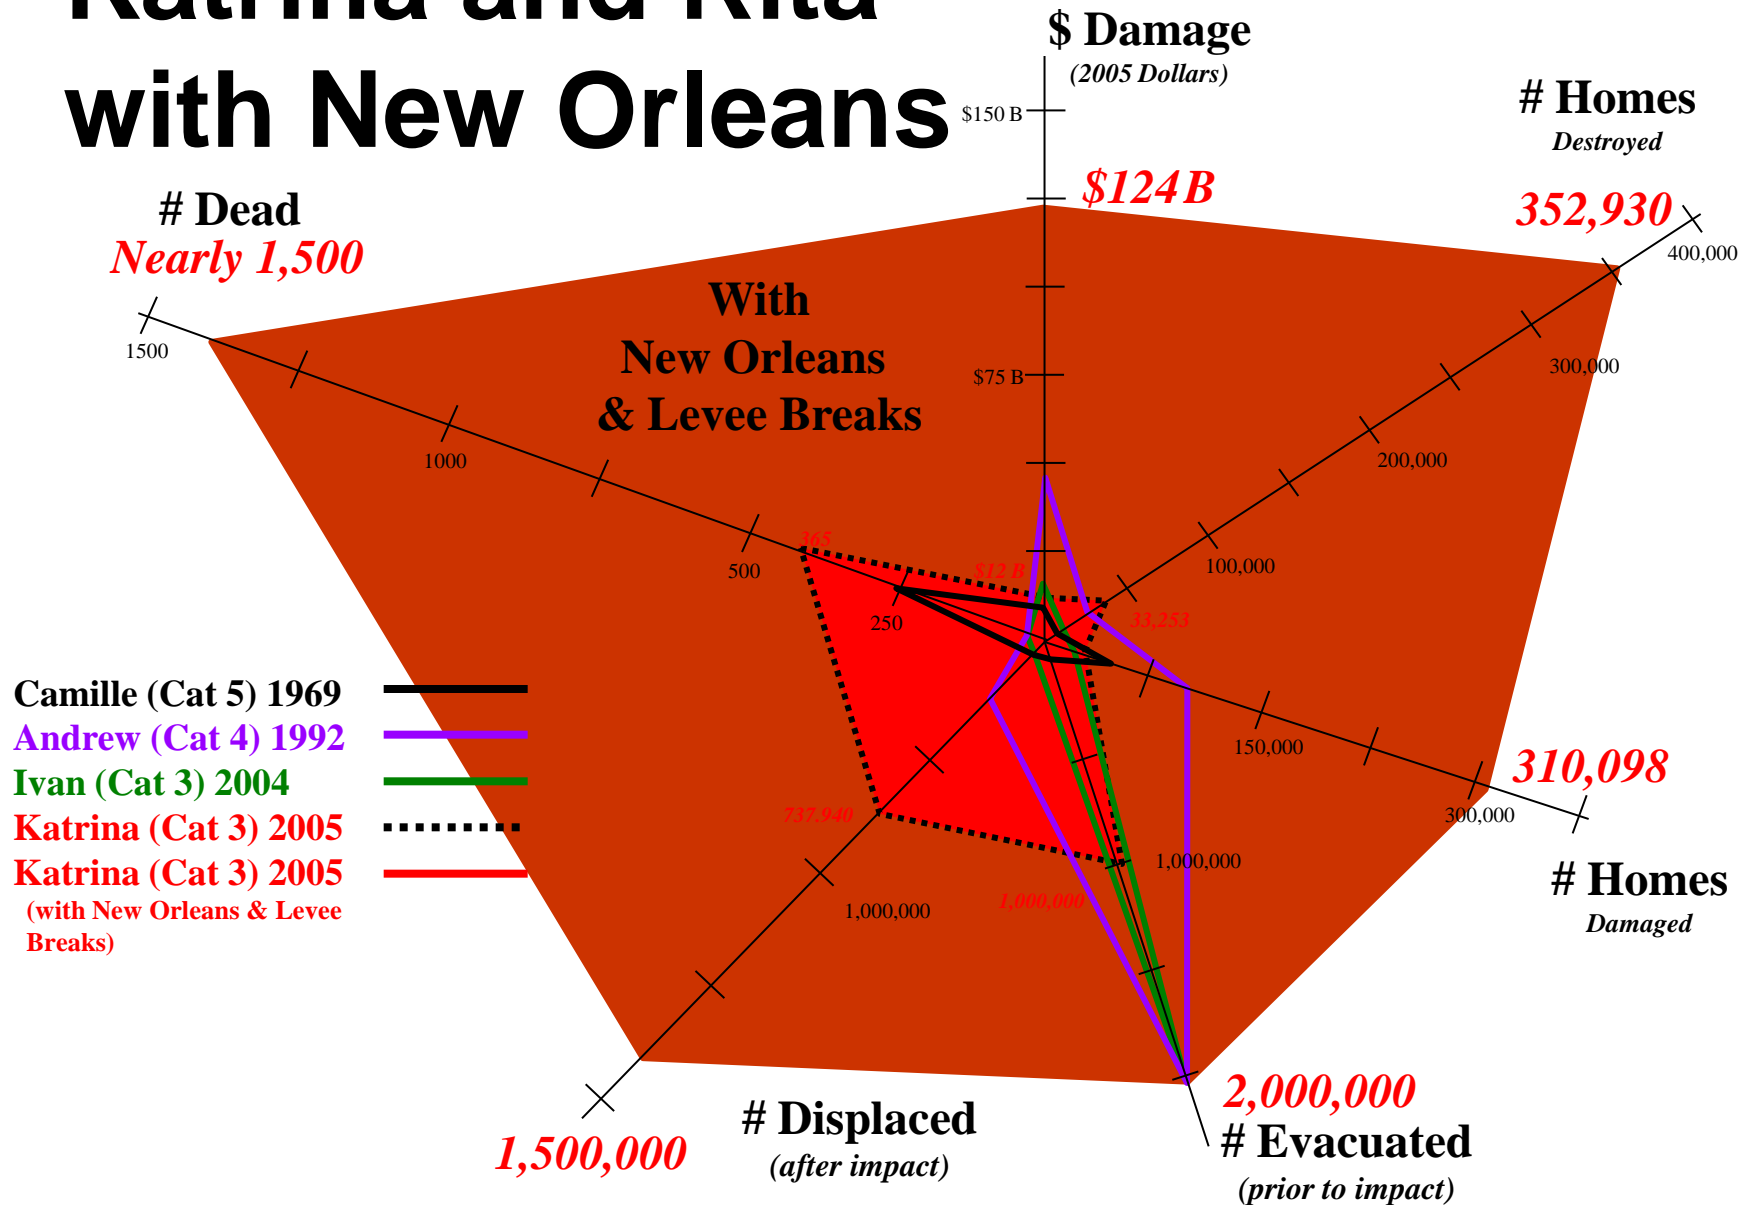 Katrina and Rita
with New Orleans
$ Damage
(2005 Dollars)
$150 B
$124 B
# Homes
Destroyed
352,930
400,000
# Dead
Nearly 1,500
1500
With
New Orleans
& Levee Breaks
$75 B
300,000
1000
200,000
365
500
$12 B
100,000
250
33,253
Camille (Cat 5) 1969
Andrew (Cat 4) 1992
Ivan (Cat 3) 2004
Katrina (Cat 3) 2005
Katrina (Cat 3) 2005
(with New Orleans & Levee
Breaks)
150,000
310,098
300,000
737.940
1,000,000
# Homes
Damaged
1,000,000
1,000,000
2,000,000
# Evacuated
(prior to impact)
# Displaced
(after impact)
1,500,000